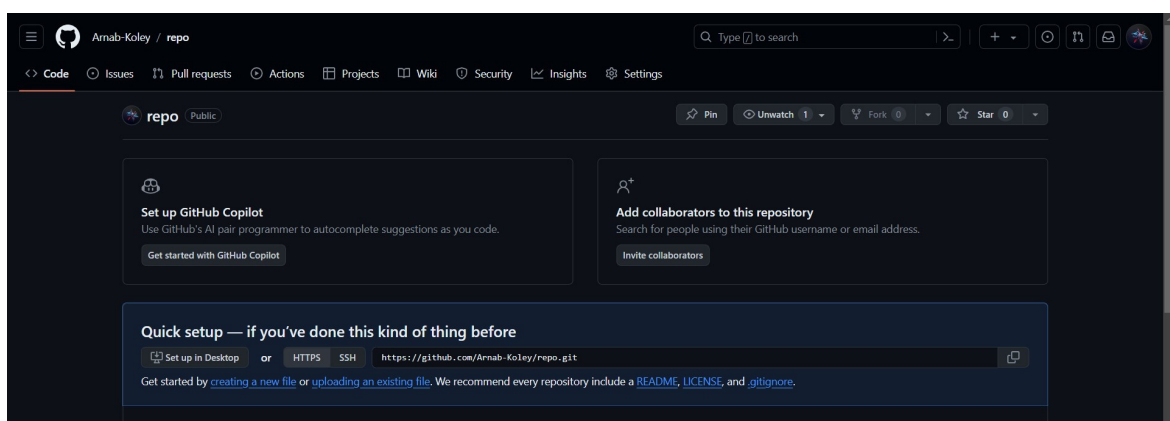 Arnab-Koley / repo
Type / to search
<> Code Issues Pull requests Actions Projects Wiki Security Insights Settings
repo Public
Pin Unwatch 1 Fork 0 Star 0
Set up GitHub Copilot
Use GitHub's AI pair programmer to autocomplete suggestions as you code.
Get started with GitHub Copilot
Add collaborators to this repository
Search for people using their GitHub username or email address.
Invite collaborators
Quick setup — if you've done this kind of thing before
Set up in Desktop or HTTPS SSH https://github.com/Arnab-Koley/repo.git
Get started by creating a new file or uploading an existing file. We recommend every repository include a README, LICENSE, and .gitignore.